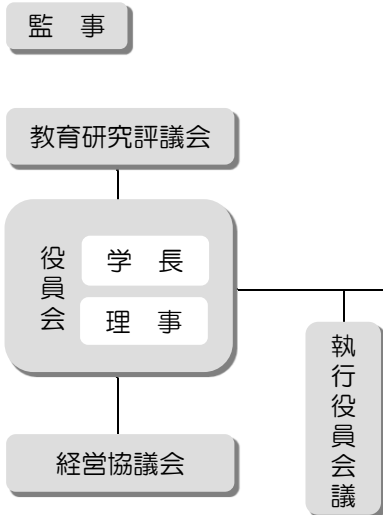 監　事
教育研究評議会
役員会
学　長
理　事
執行役員会議
経営協議会